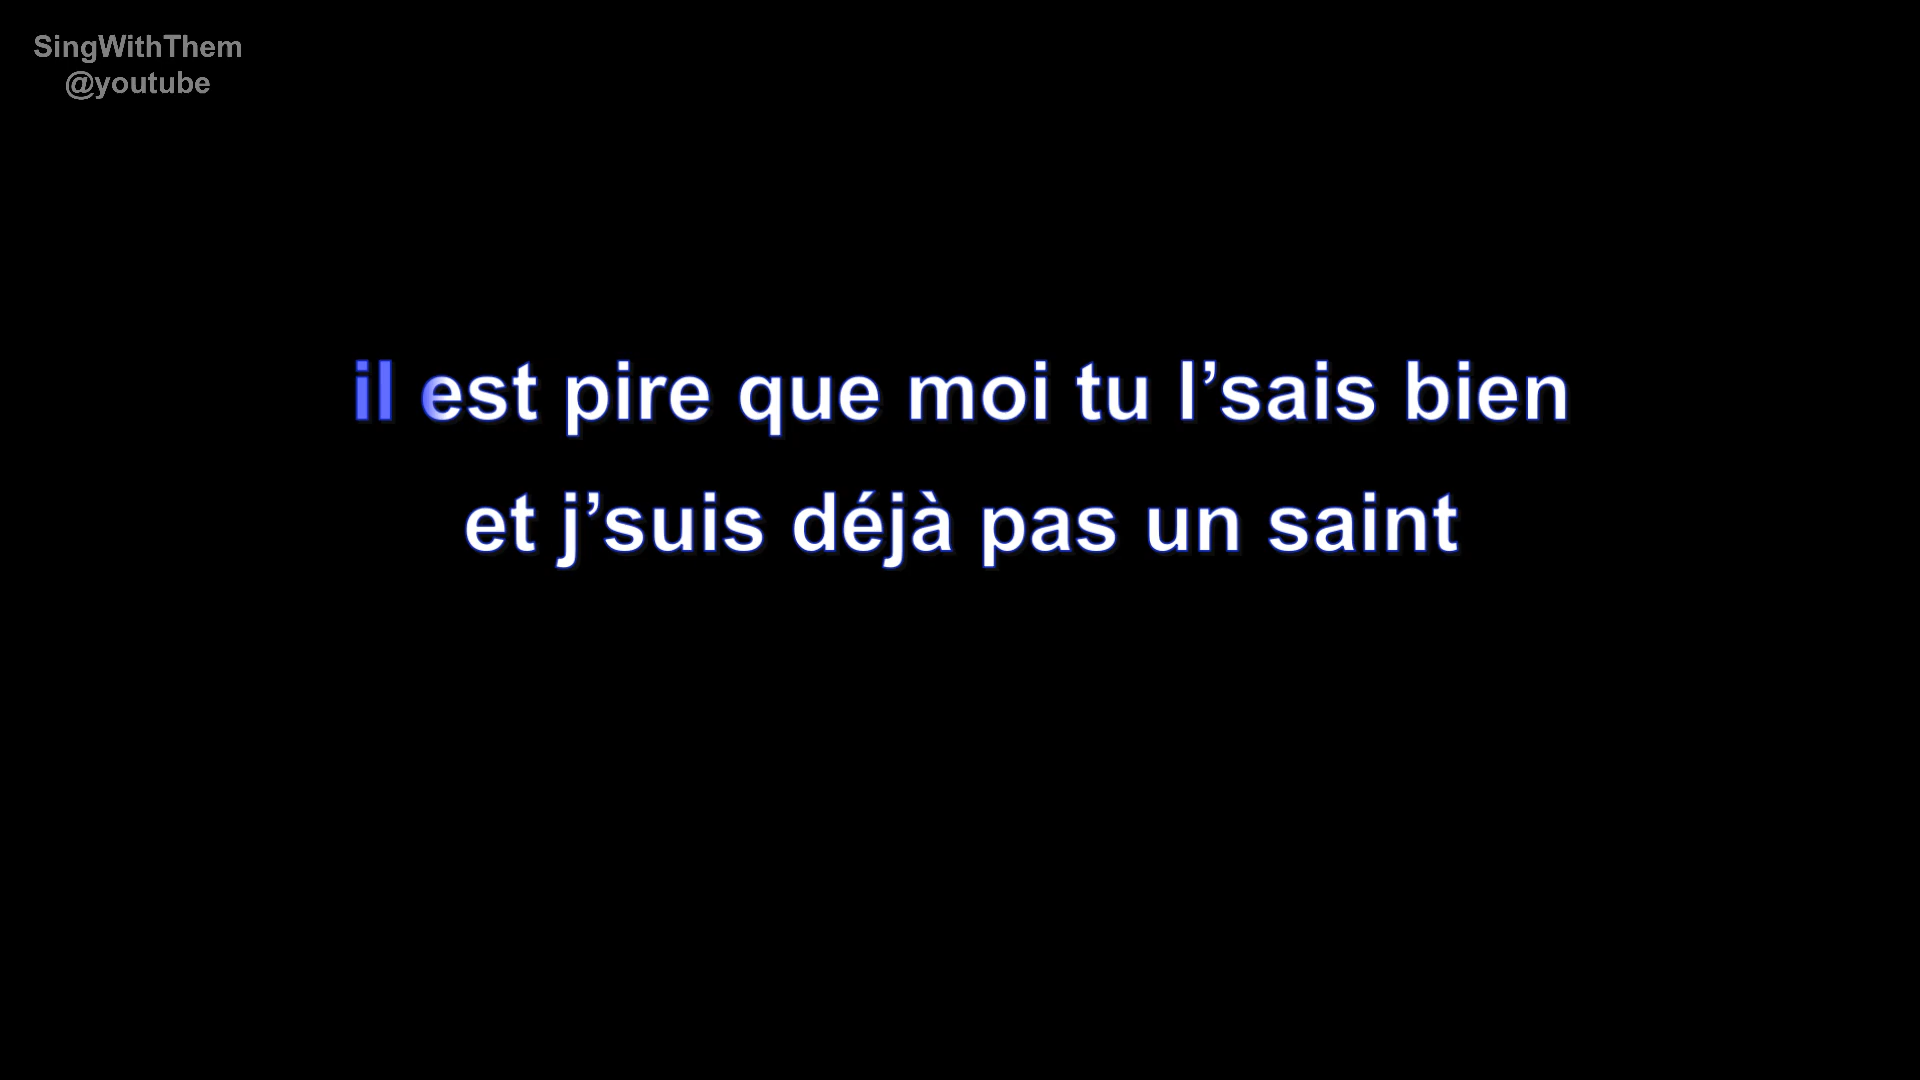 SingWithThem
@youtube
il est pire que moi tu l’sais bien
et j’suis déjà pas un saint